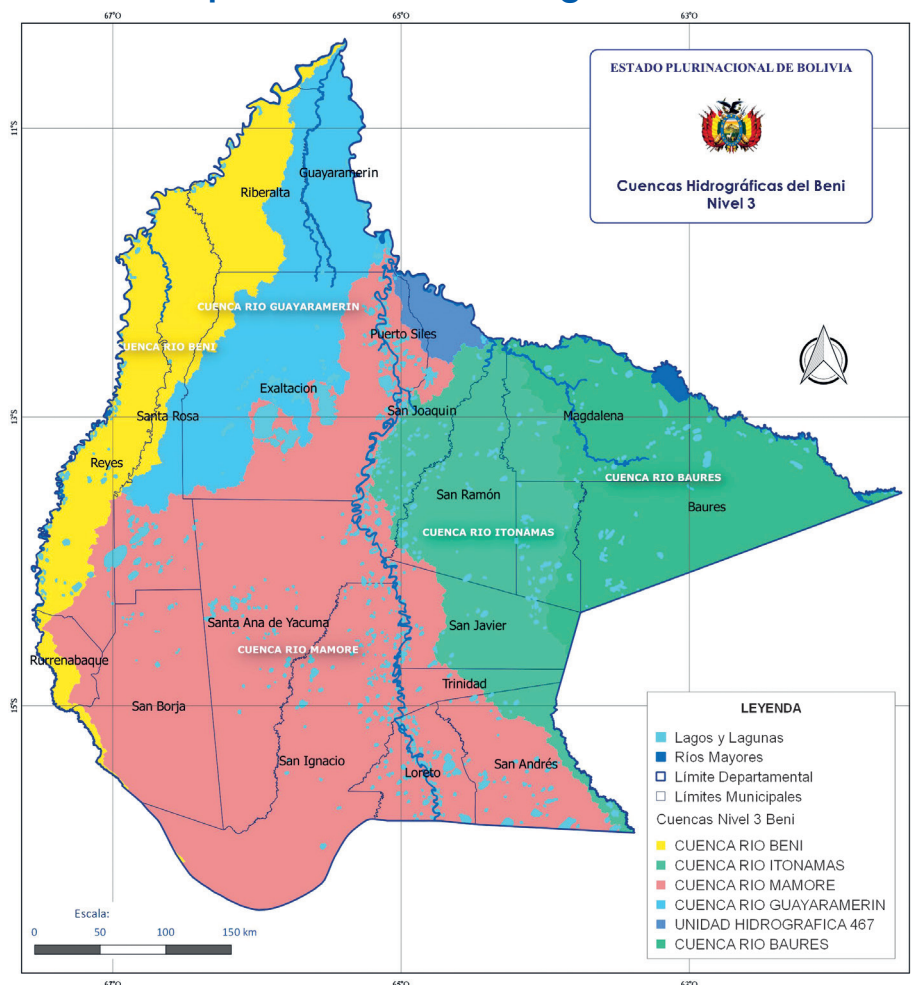 67°O 65°O 63°O
ESTADO PLURINACIONAL DE BOLIVIA
Cuencas Hidrográficas del Beni
Nivel 3
11°S
Guayaramerin
Riberalta
CUENCA RIO GUAYARAMERIN
Puerto Siles
CUENCA RIO BENI
Exaltacion
13°S
Santa Rosa
San Joaquin
Magdalena
Reyes
CUENCA RIO BAURES
San Ramón
Baures
CUENCA RIO ITONAMAS
Santa Ana de Yacuma
San Javier
CUENCA RIO MAMORE
Rurrenabaque
Trinidad
15°S
San Borja
San Ignacio
Loreto
San Andrés
LEYENDA
Lagos y Lagunas
Ríos Mayores
Límite Departamental
Límites Municipales
Cuencas Nivel 3 Beni
CUENCA RIO BENI
CUENCA RIO ITONAMAS
CUENCA RIO MAMORE
CUENCA RIO GUAYARAMERIN
UNIDAD HIDROGRAFICA 467
CUENCA RIO BAURES
Escala:
0 50 100 150 km
67°O 65°O 63°O